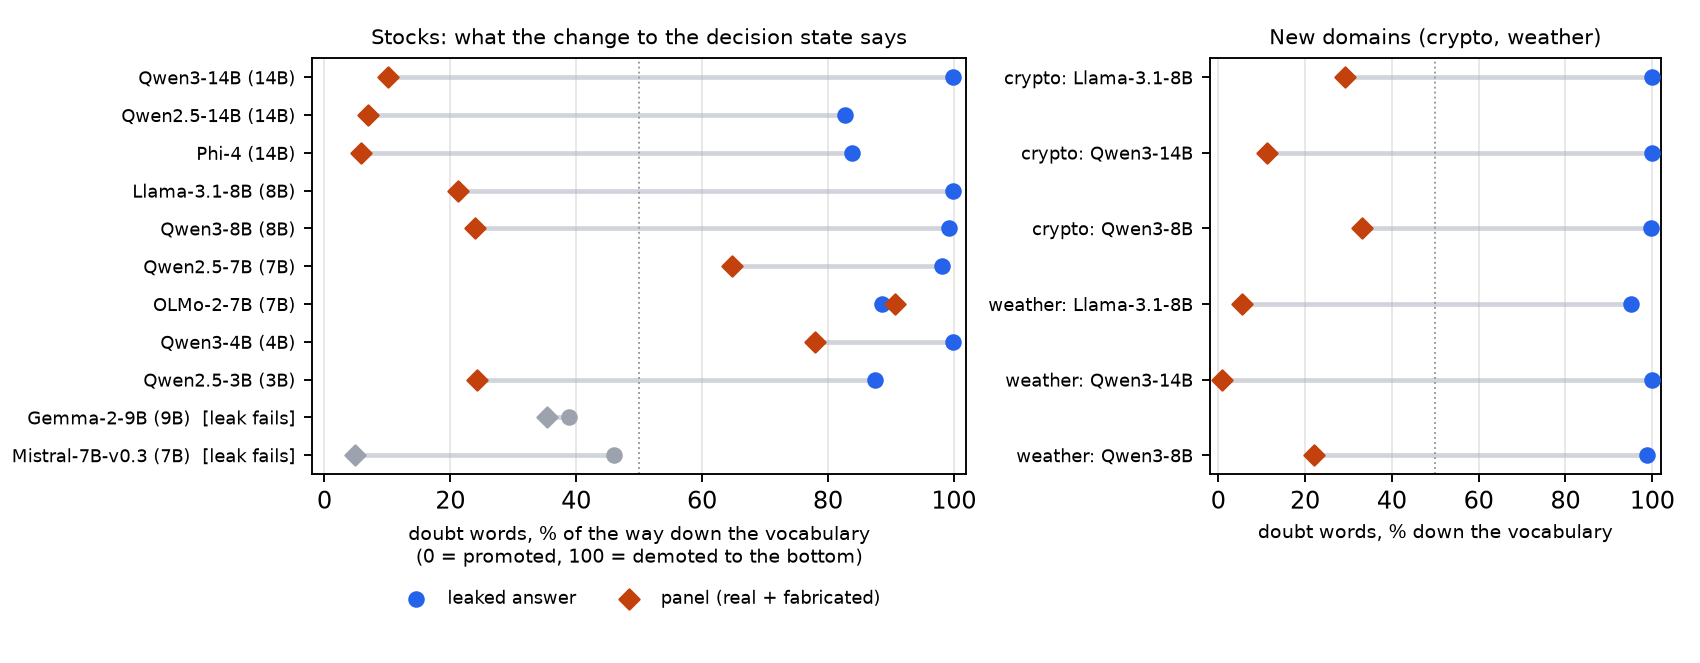 Stocks: what the change to the decision state says
Qwen3-14B (14B)
Qwen2.5-14B (14B)
Phi-4 (14B)
Llama-3.1-8B (8B)
Qwen3-8B (8B)
Qwen2.5-7B (7B)
OLMo-2-7B (7B)
Qwen3-4B (4B)
Qwen2.5-3B (3B)
Gemma-2-9B (9B) [leak fails]
Mistral-7B-v0.3 (7B) [leak fails]
0 20 40 60 80 100
doubt words, % of the way down the vocabulary
(0 = promoted, 100 = demoted to the bottom)
leaked answer panel (real + fabricated)
New domains (crypto, weather)
crypto: Llama-3.1-8B
crypto: Qwen3-14B
crypto: Qwen3-8B
weather: Llama-3.1-8B
weather: Qwen3-14B
weather: Qwen3-8B
0 20 40 60 80 100
doubt words, % down the vocabulary